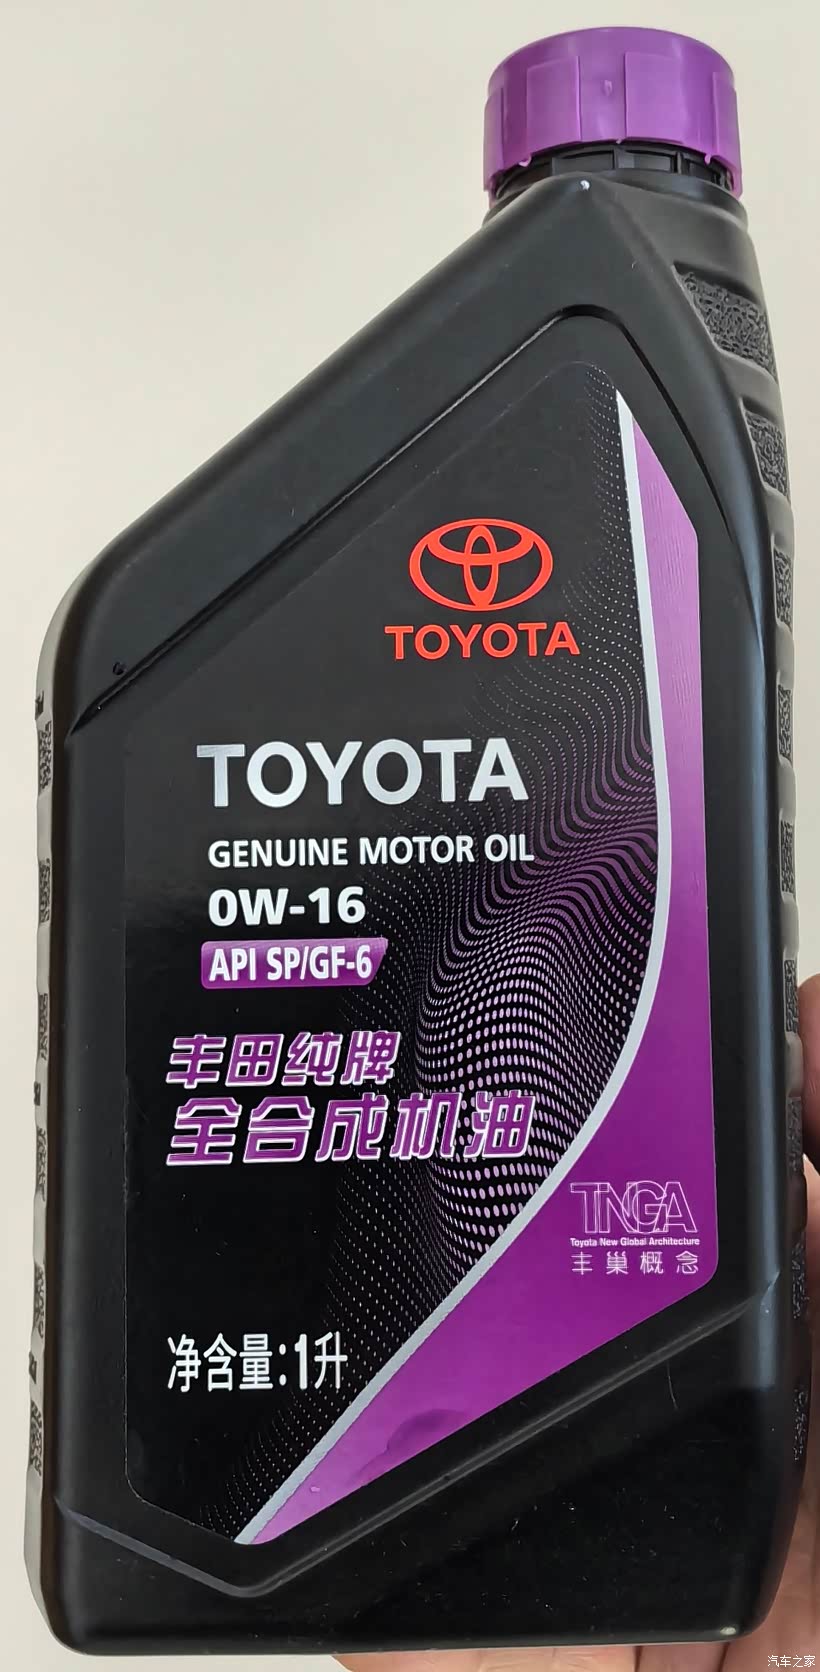 TOYOTA
TOYOTA
GENUINE MOTOR OIL
0W-16
API SP/GF-6
丰田纯牌
全合成机油
TNGA
Toyota New Global Architecture
丰巢概念
净含量:1升
汽车之家